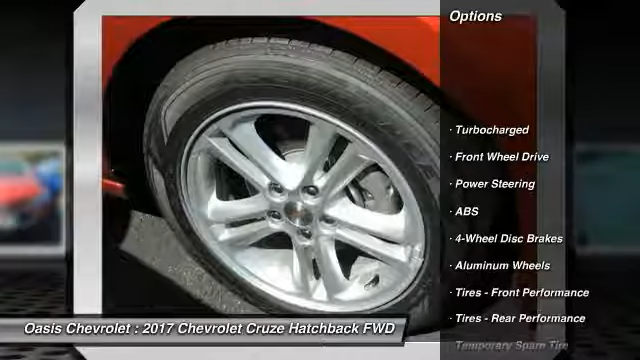 Options
· Turbocharged
· Front Wheel Drive
· Power Steering
· ABS
· 4-Wheel Disc Brakes
· Aluminum Wheels
· Tires - Front Performance
· Tires - Rear Performance
· Temporary Spare Tire
Oasis Chevrolet : 2017 Chevrolet Cruze Hatchback FWD